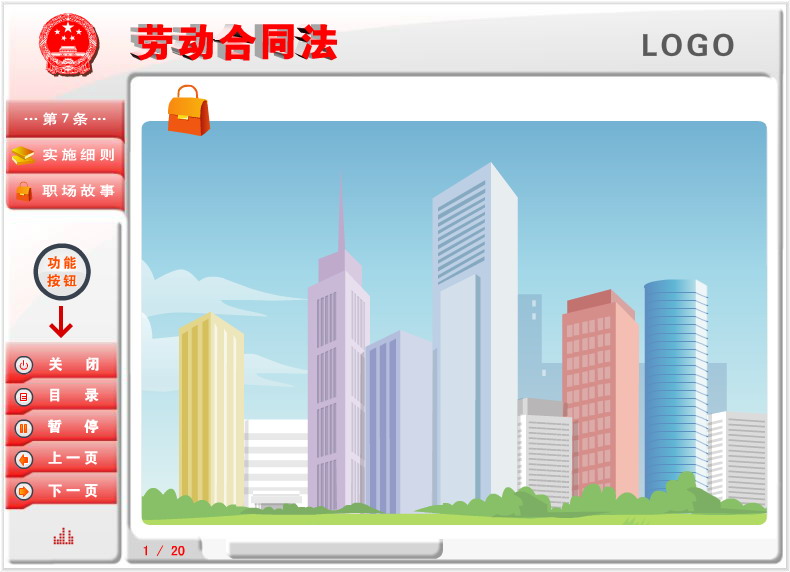 劳动合同法
LOGO
··· 第 7 条 ···
实施细则
职场故事
功能
按钮
关 闭
目 录
暂 停
上一页
下一页
1 / 20